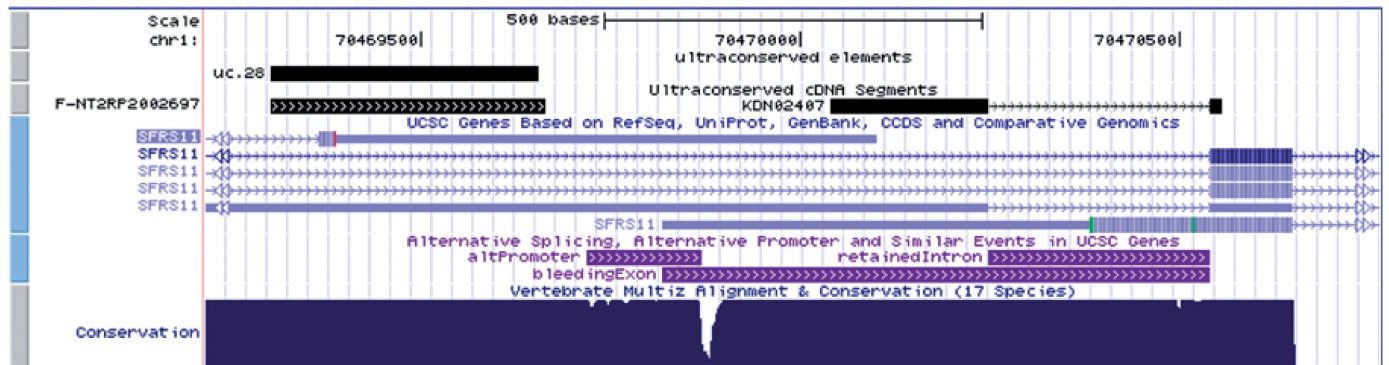 Scale 500 bases
chr1: 70469500 70470000 70470500
ultraconserved elements
uc.28
Ultraconserved cDNA Segments
F-NT2RP2002697 KDN02407
UCSC Genes Based on RefSeq, UniProt, GenBank, CCDS and Comparative Genomics
SFRS11
SFRS11
SFRS11
SFRS11
SFRS11
SFRS11
Alternative Splicing, Alternative Promoter and Similar Events in UCSC Genes
altPromoter retainedIntron
bleedingExon
Vertebrate Multiz Alignment & Conservation (17 Species)
Conservation